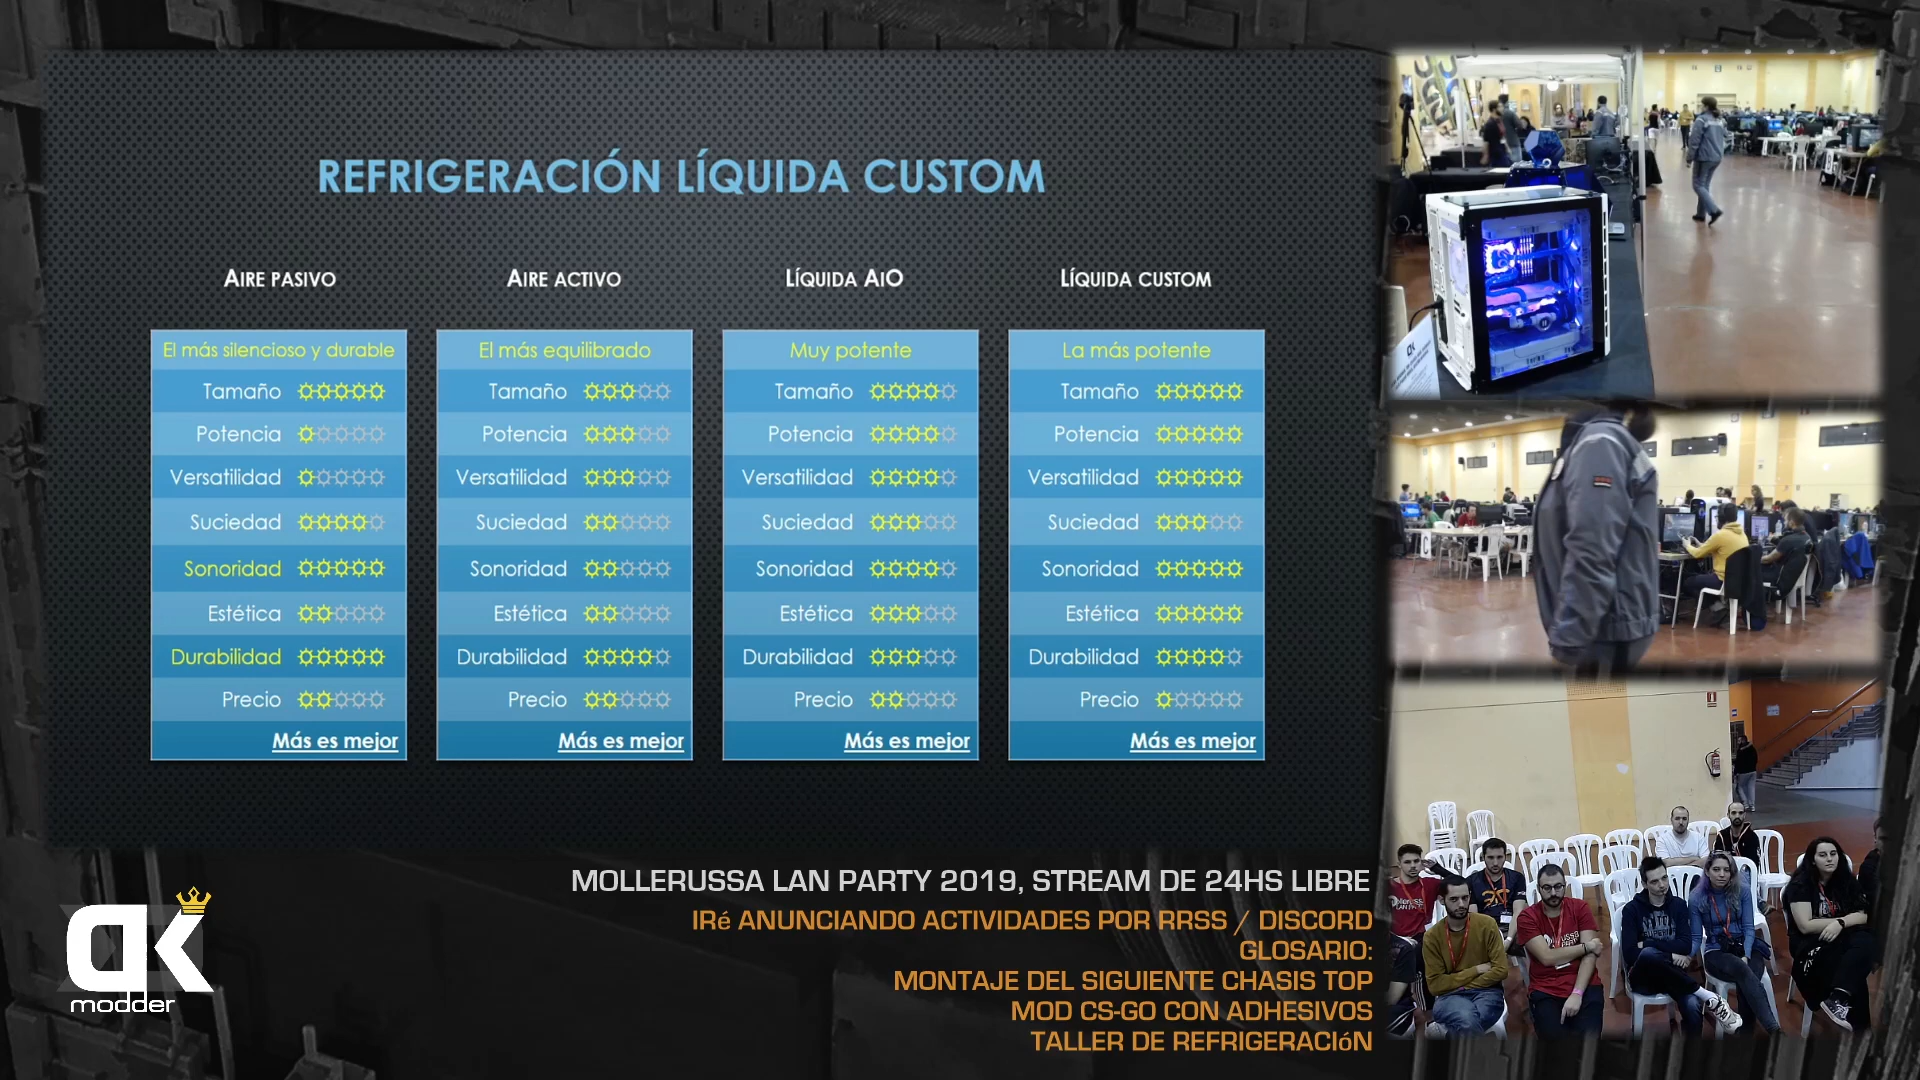 REFRIGERACIÓN LÍQUIDA CUSTOM
AIRE PASIVO
El más silencioso y durable
Tamaño
Potencia
Versatilidad
Suciedad
Sonoridad
Estética
Durabilidad
Precio
Más es mejor
AIRE ACTIVO
El más equilibrado
Tamaño
Potencia
Versatilidad
Suciedad
Sonoridad
Estética
Durabilidad
Precio
Más es mejor
LÍQUIDA AIO
Muy potente
Tamaño
Potencia
Versatilidad
Suciedad
Sonoridad
Estética
Durabilidad
Precio
Más es mejor
LÍQUIDA CUSTOM
La más potente
Tamaño
Potencia
Versatilidad
Suciedad
Sonoridad
Estética
Durabilidad
Precio
Más es mejor
MOLLERUSSA LAN PARTY 2019, STREAM DE 24HS LIBRE
IRé ANUNCIANDO ACTIVIDADES POR RRSS / DISCORD
GLOSARIO:
MONTAJE DEL SIGUIENTE CHASIS TOP
MOD CS-GO CON ADHESIVOS
TALLER DE REFRIGERACIóN
DK
modder